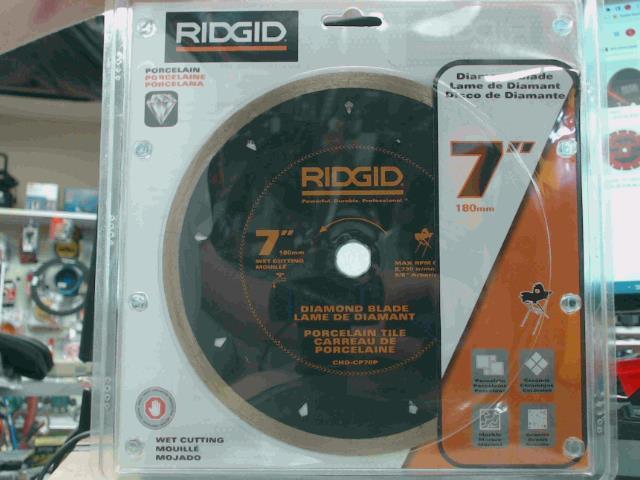 RIDGID
PORCELAIN
PORCELAINE
PORCELANA
Diamond Blade
Lame de Diamant
Disco de Diamante
7"
180mm
RIDGID
Powerful. Durable. Professional.
7" 180mm
WET CUTTING
MOUILLÉ
MAX RPM
DIAMOND BLADE
LAME DE DIAMANT
PORCELAIN TILE
CARREAU DE
PORCELAINE
WET CUTTING
MOUILLÉ
MOJADO